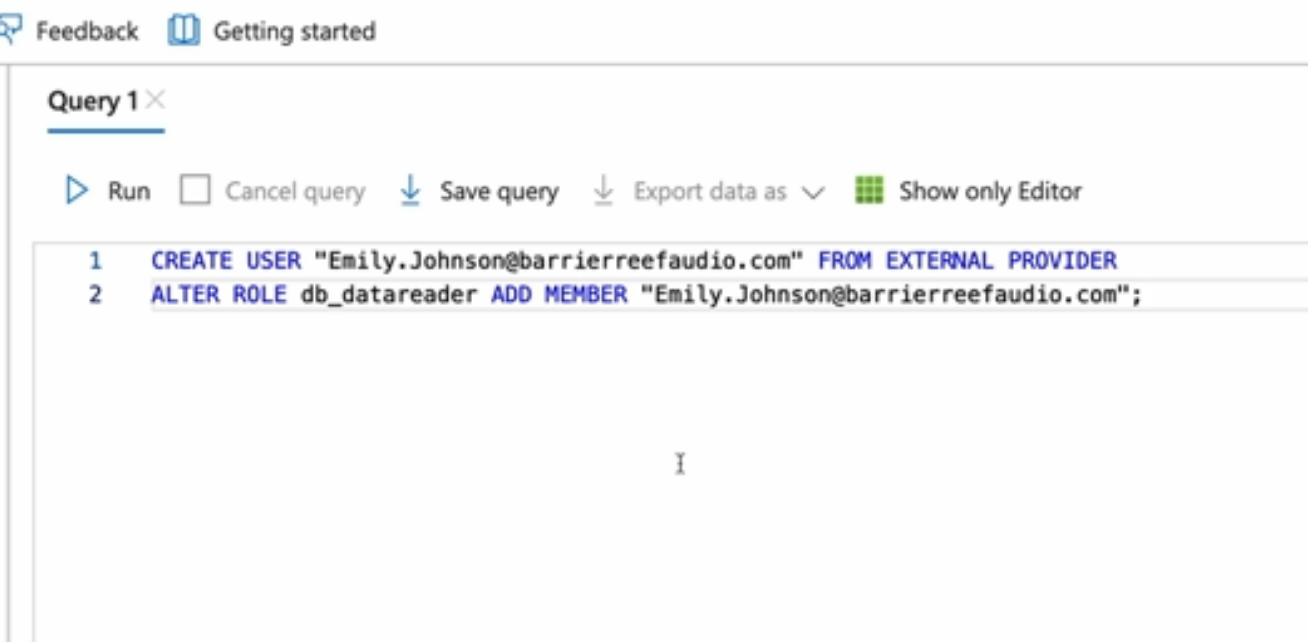 Feedback Getting started
Query 1
Run Cancel query Save query Export data as Show only Editor
1 CREATE USER "Emily.Johnson@barrierreefaudio.com" FROM EXTERNAL PROVIDER
2 ALTER ROLE db_datareader ADD MEMBER "Emily.Johnson@barrierreefaudio.com";